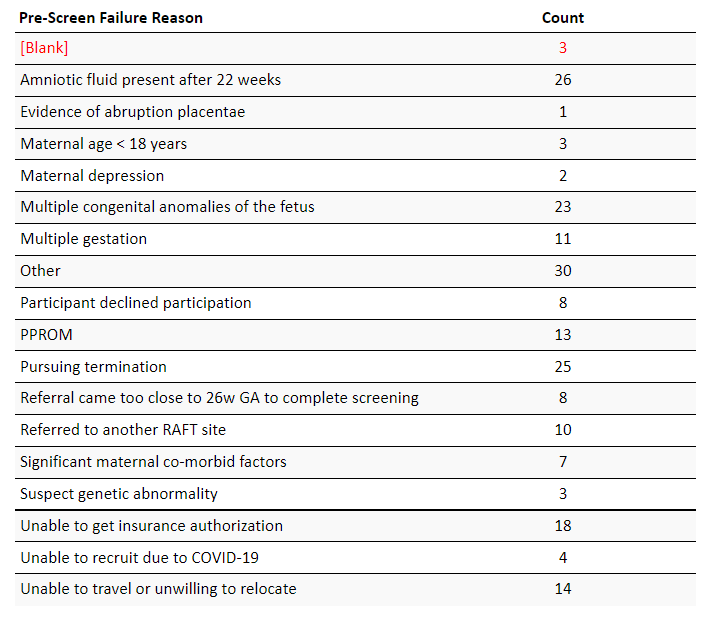 Pre-Screen Failure Reason Count
[Blank] 3
Amniotic fluid present after 22 weeks 26
Evidence of abruption placentae 1
Maternal age < 18 years 3
Maternal depression 2
Multiple congenital anomalies of the fetus 23
Multiple gestation 11
Other 30
Participant declined participation 8
PPROM 13
Pursuing termination 25
Referral came too close to 26w GA to complete screening 8
Referred to another RAFT site 10
Significant maternal co-morbid factors 7
Suspect genetic abnormality 3
Unable to get insurance authorization 18
Unable to recruit due to COVID-19 4
Unable to travel or unwilling to relocate 14